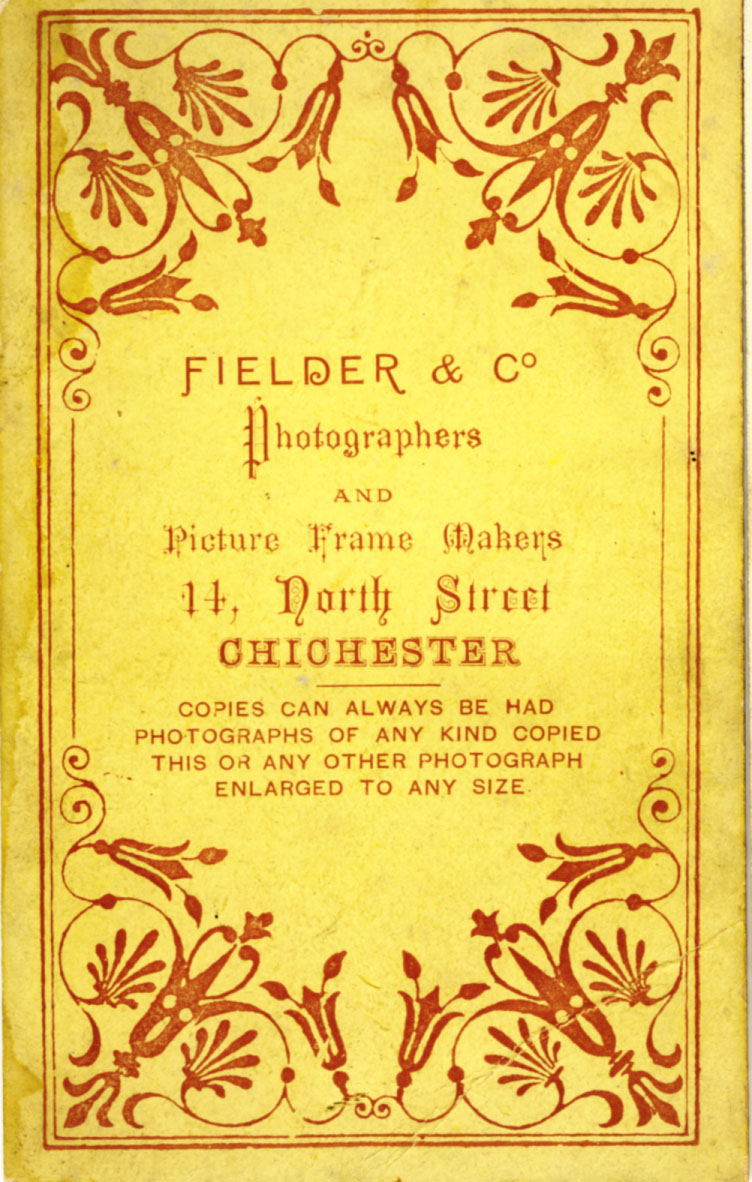 FIELDER & Cº
Photographers
AND
Picture Frame Makers
14, North Street
CHICHESTER
COPIES CAN ALWAYS BE HAD
PHOTOGRAPHS OF ANY KIND COPIED
THIS OR ANY OTHER PHOTOGRAPH
ENLARGED TO ANY SIZE.